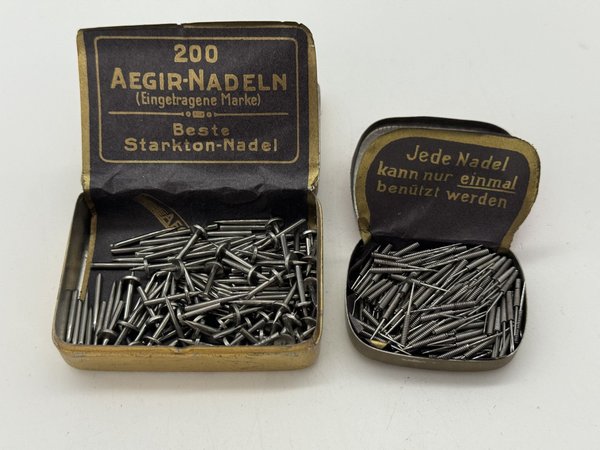 200
AEGIR-NADELN
(Eingetragene Marke)
Beste
Starkton-Nadel
Jede Nadel
kann nur einmal
benützt werden